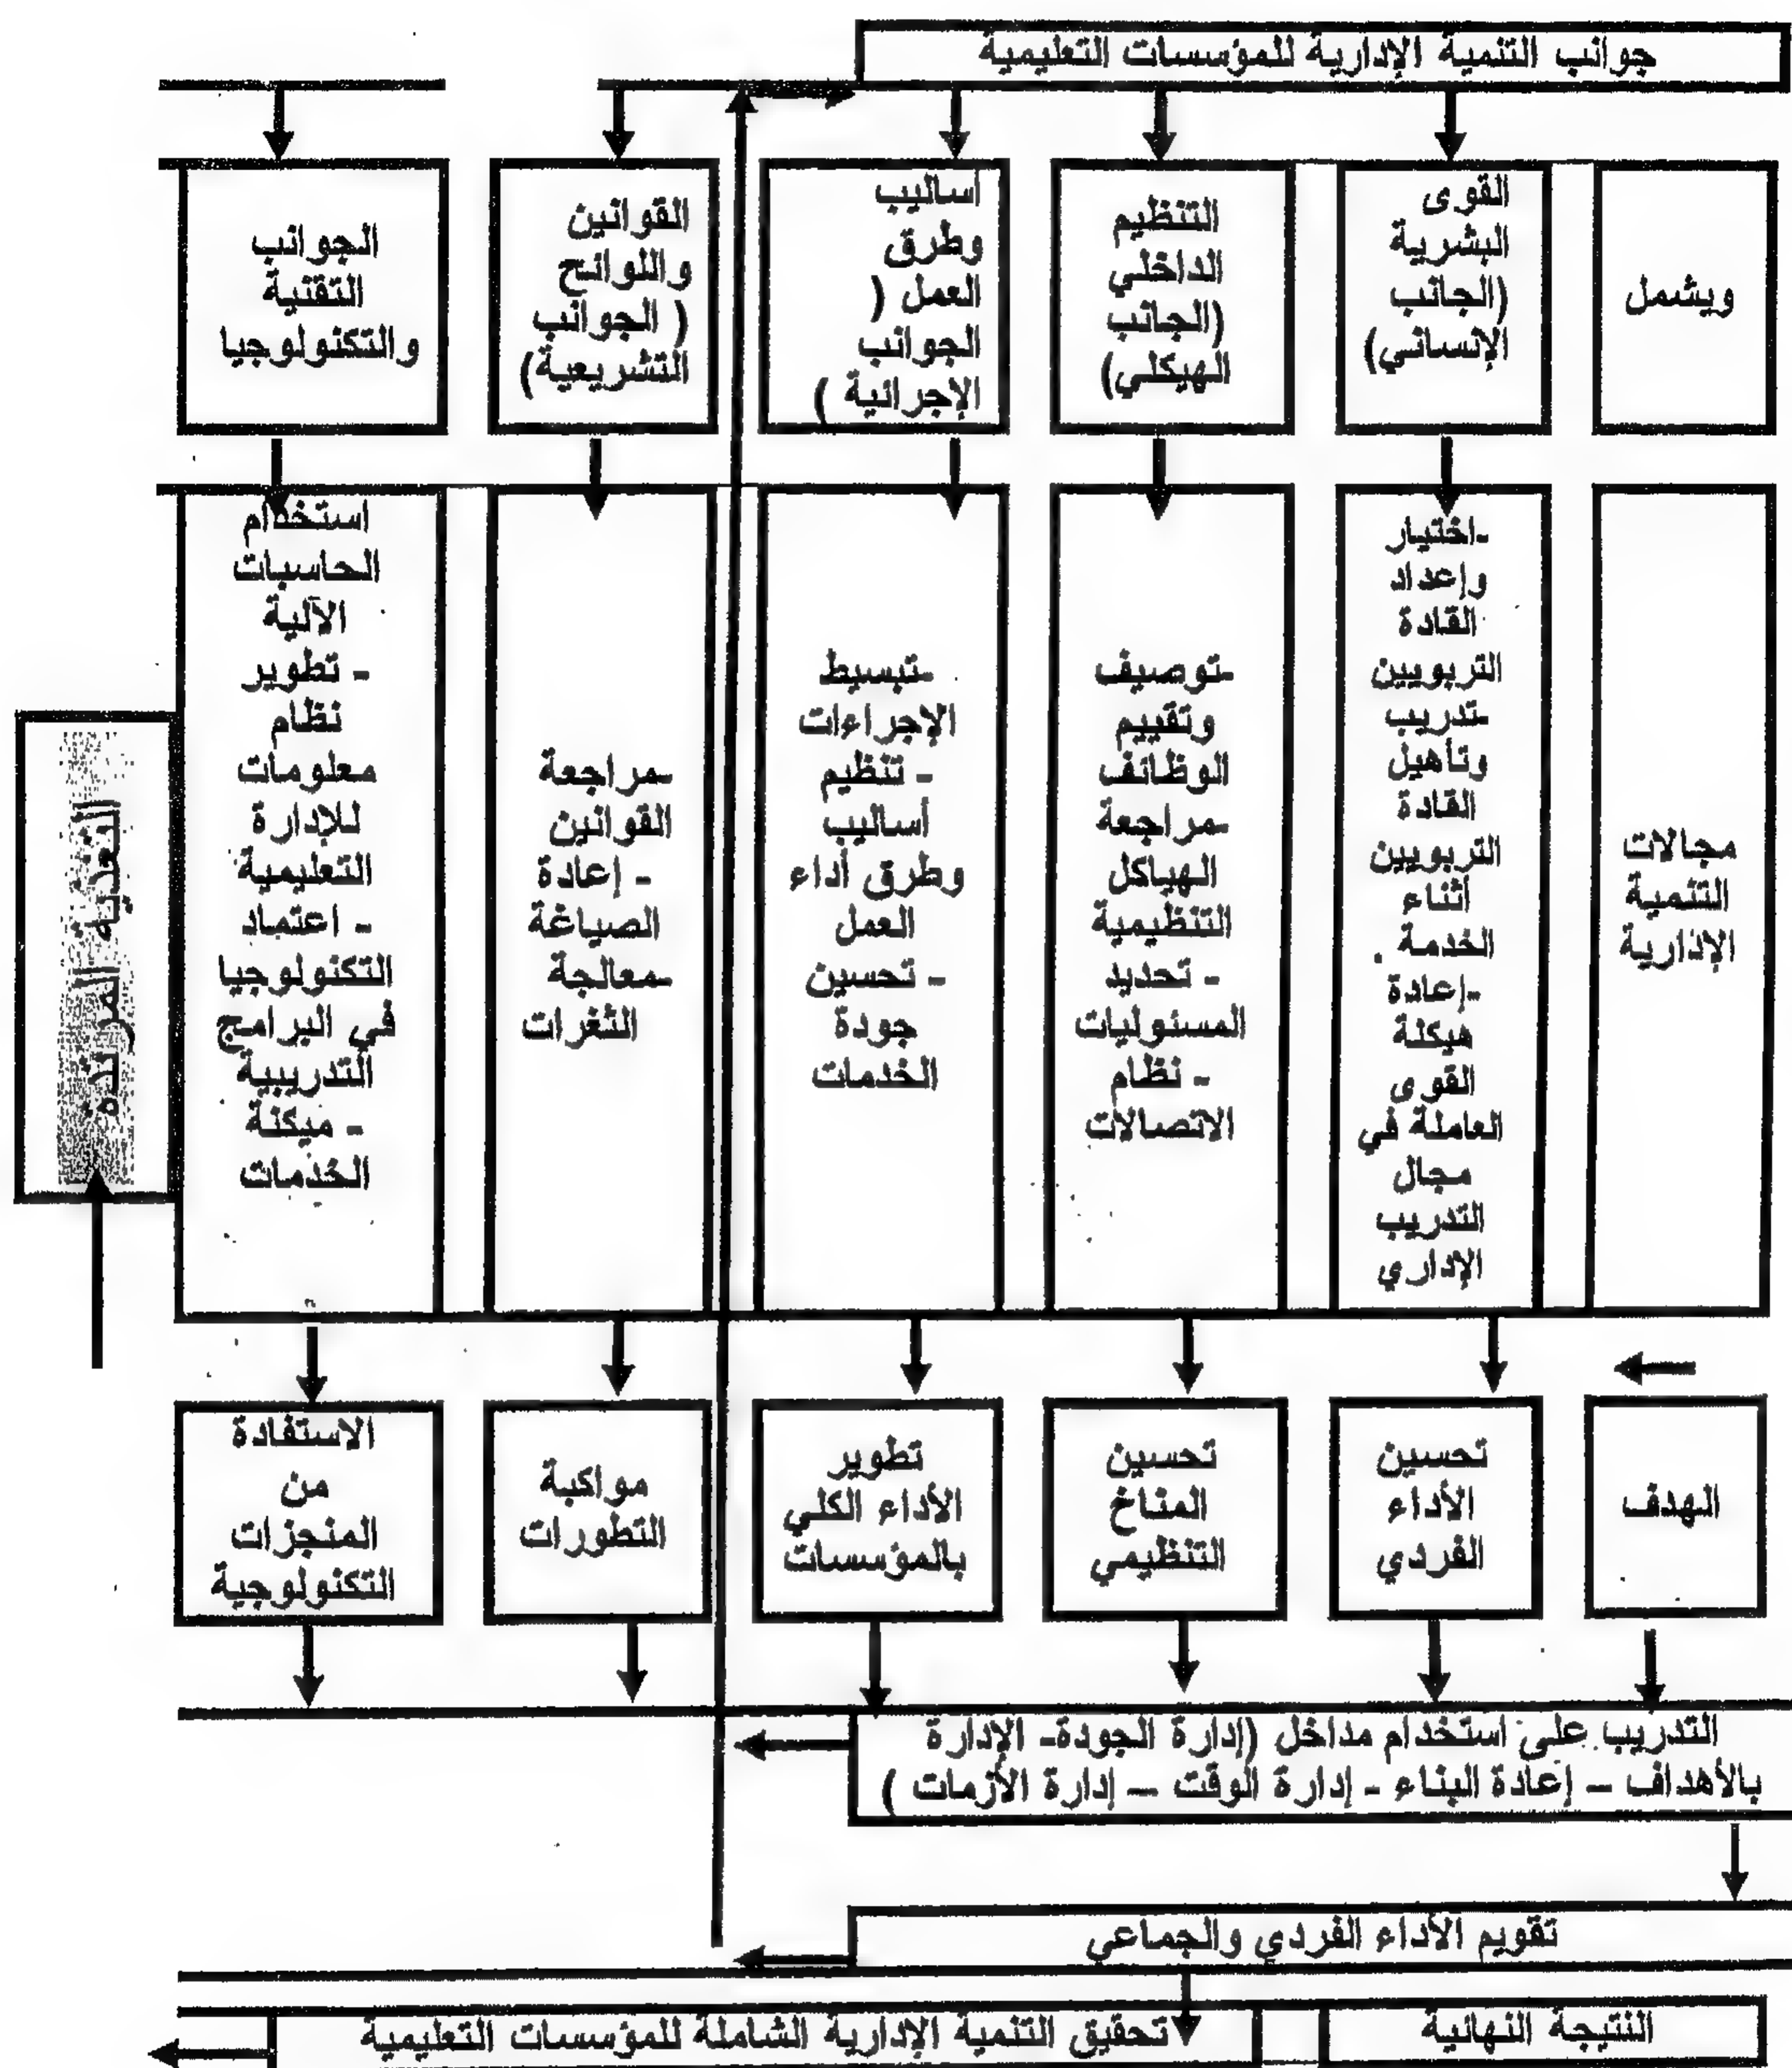 جوانب التنمية الإدارية للمؤسسات التعليمية
ويشمل
القوى
البشرية
(الجانب
الإنساني)
التنظيم
الداخلي
(الجانب
الهيكلي)
أساليب
وطرق
العمل (
الجوانب
الإجرائية )
القوانين
واللوائح
( الجوانب
التشريعية)
الجوانب
التقنية
والتكنولوجيا
مجالات
التنمية
الإدارية
-اختيار
وإعداد
القادة
التربويين
-تدريب
وتأهيل
القادة
التربويين
أثناء
الخدمة .
-إعادة
هيكلة
القوى
العاملة في
مجال
التدريب
الإداري
-توصيف
وتقييم
الوظائف
-مراجعة
الهياكل
التنظيمية
- تحديد
المسئوليات
- نظام
الاتصالات
-تبسيط
الإجراءات
- تنظيم
أساليب
وطرق أداء
العمل
- تحسين
جودة
الخدمات
-مراجعة
القوانين
- إعادة
الصياغة
-معالجة
الثغرات
استخدام
الحاسبات
الآلية
- تطوير
نظام
معلومات
للإدارة
التعليمية
- اعتماد
التكنولوجيا
في البرامج
التدريبية
- ميكنة
الخدمات
التغذية المرتدة
الهدف
تحسين
الأداء
الفردي
تحسين
المناخ
التنظيمي
تطوير
الأداء الكلي
بالمؤسسات
مواكبة
التطورات
الاستفادة
من
المنجزات
التكنولوجية
التدريب على استخدام مداخل (إدارة الجودة- الإدارة
بالأهداف – إعادة البناء - إدارة الوقت – إدارة الأزمات )
تقويم الأداء الفردي والجماعي
النتيجة النهائية
تحقيق التنمية الإدارية الشاملة للمؤسسات التعليمية